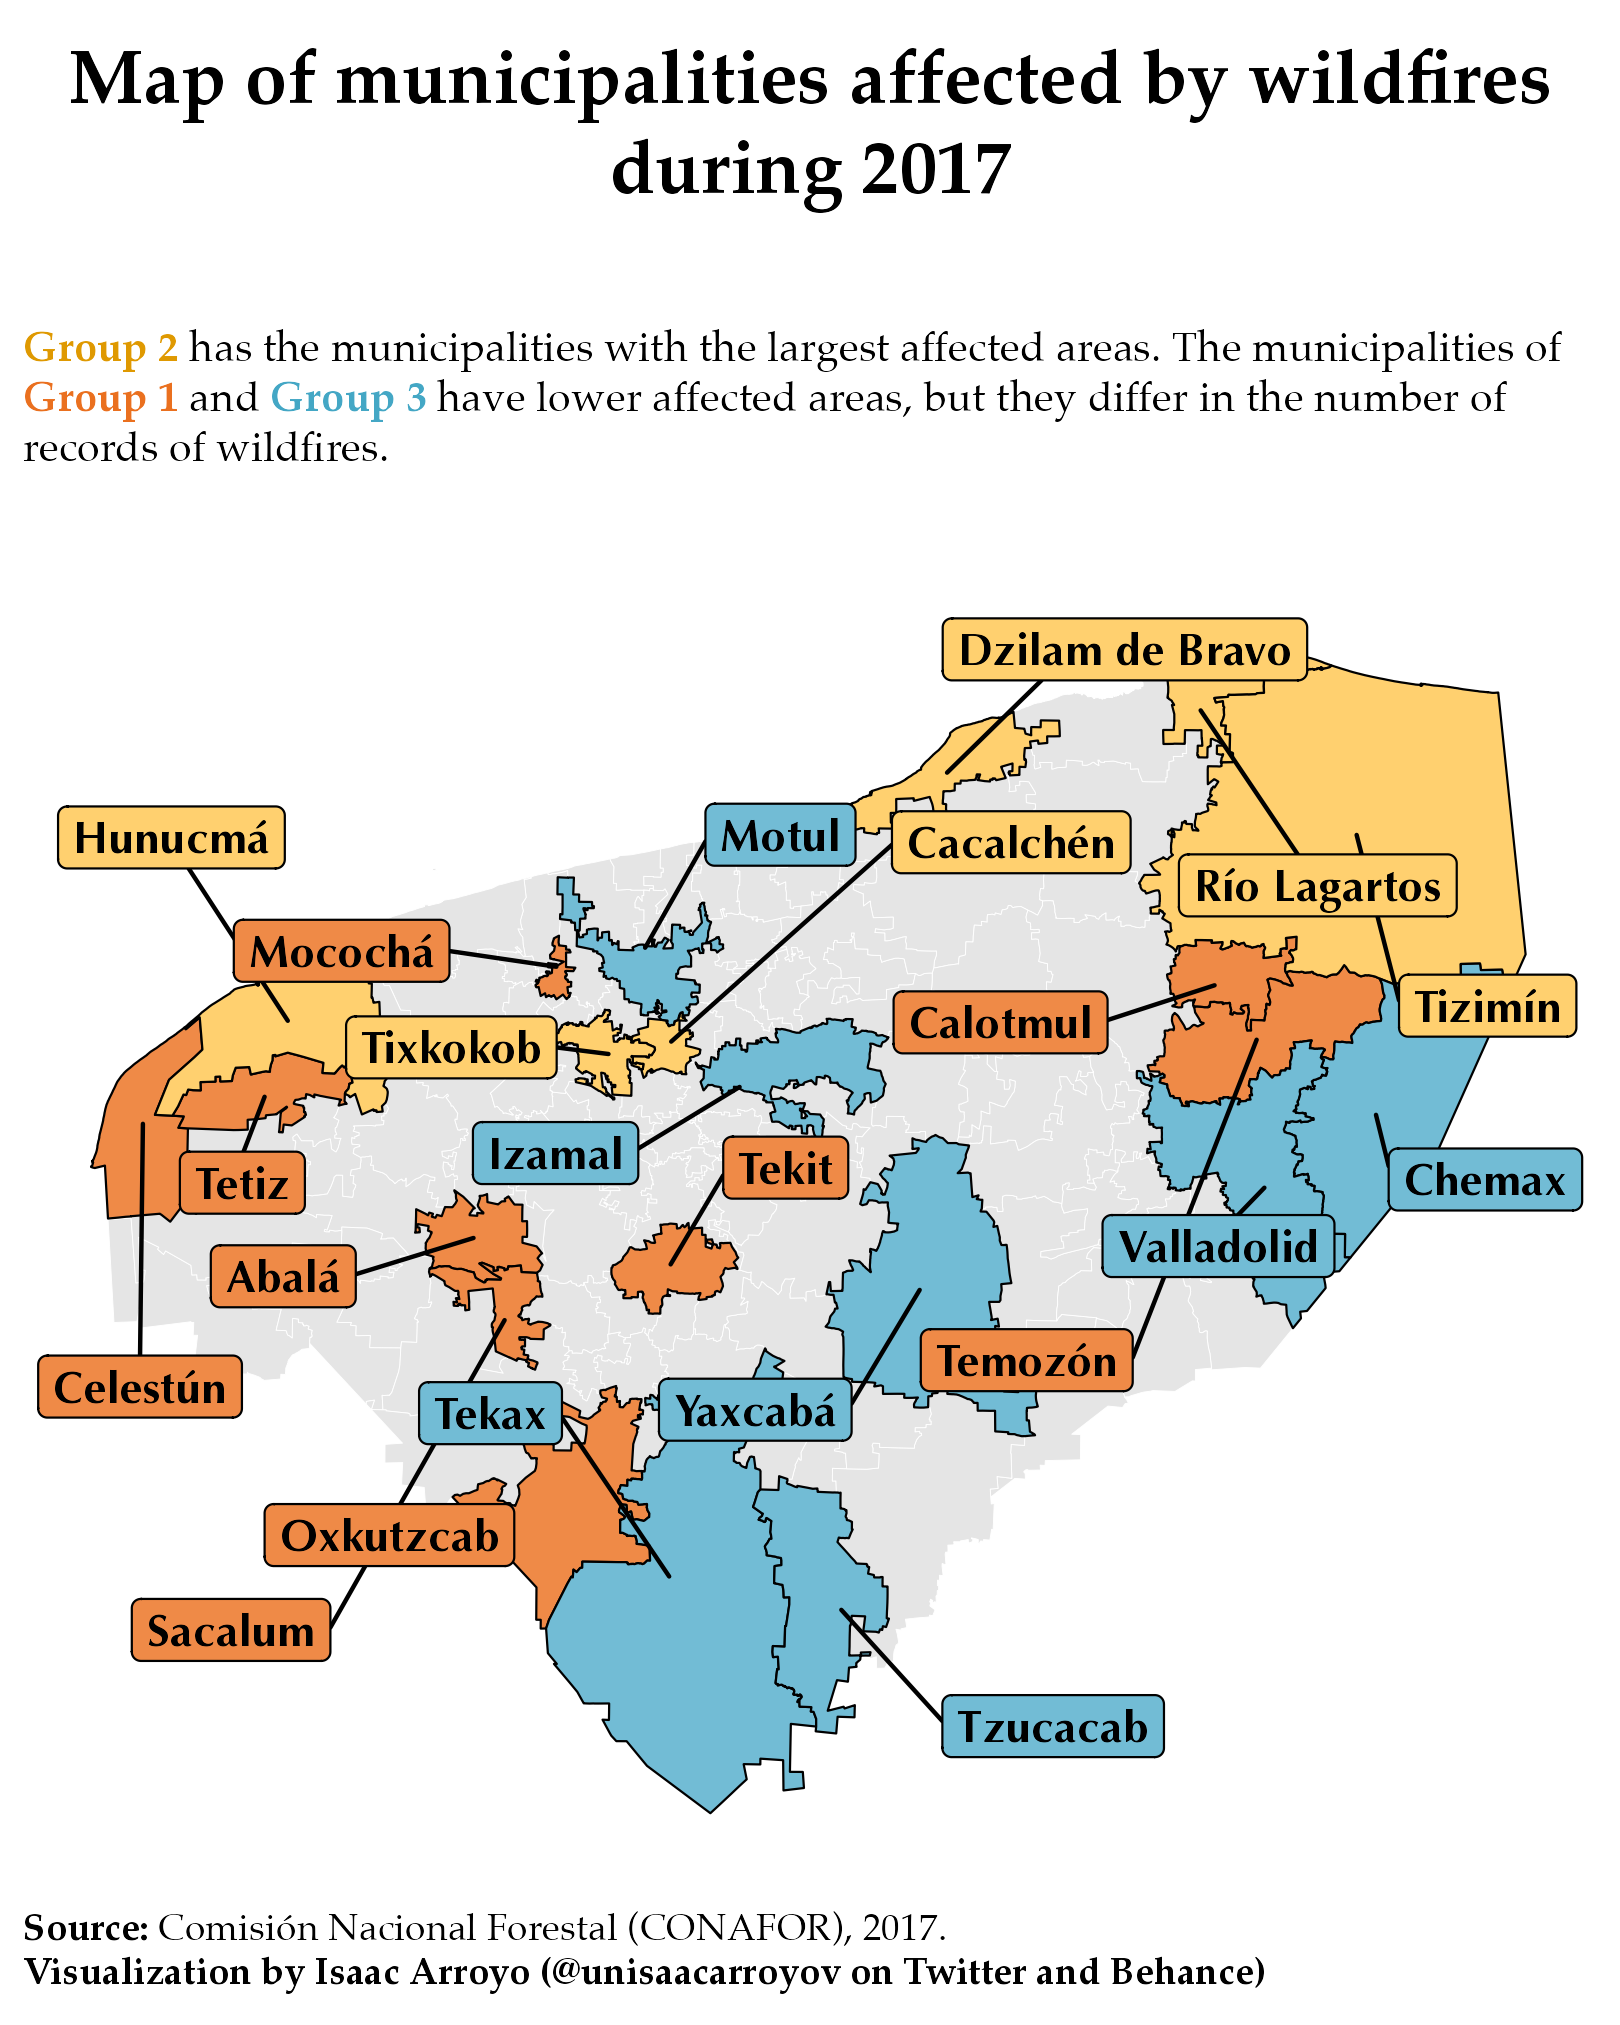 Map of municipalities affected by wildfires
during 2017
Group 2 has the municipalities with the largest affected areas. The municipalities of
Group 1 and Group 3 have lower affected areas, but they differ in the number of
records of wildfires.
Dzilam de Bravo
Hunucmá
Motul
Cacalchén
Río Lagartos
Mocochá
Tizimín
Calotmul
Tixkokob
Izamal
Tekit
Tetiz
Chemax
Valladolid
Abalá
Temozón
Celestún
Tekax
Yaxcabá
Oxkutzcab
Sacalum
Tzucacab
Source: Comisión Nacional Forestal (CONAFOR), 2017.
Visualization by Isaac Arroyo (@unisaacarroyov on Twitter and Behance)